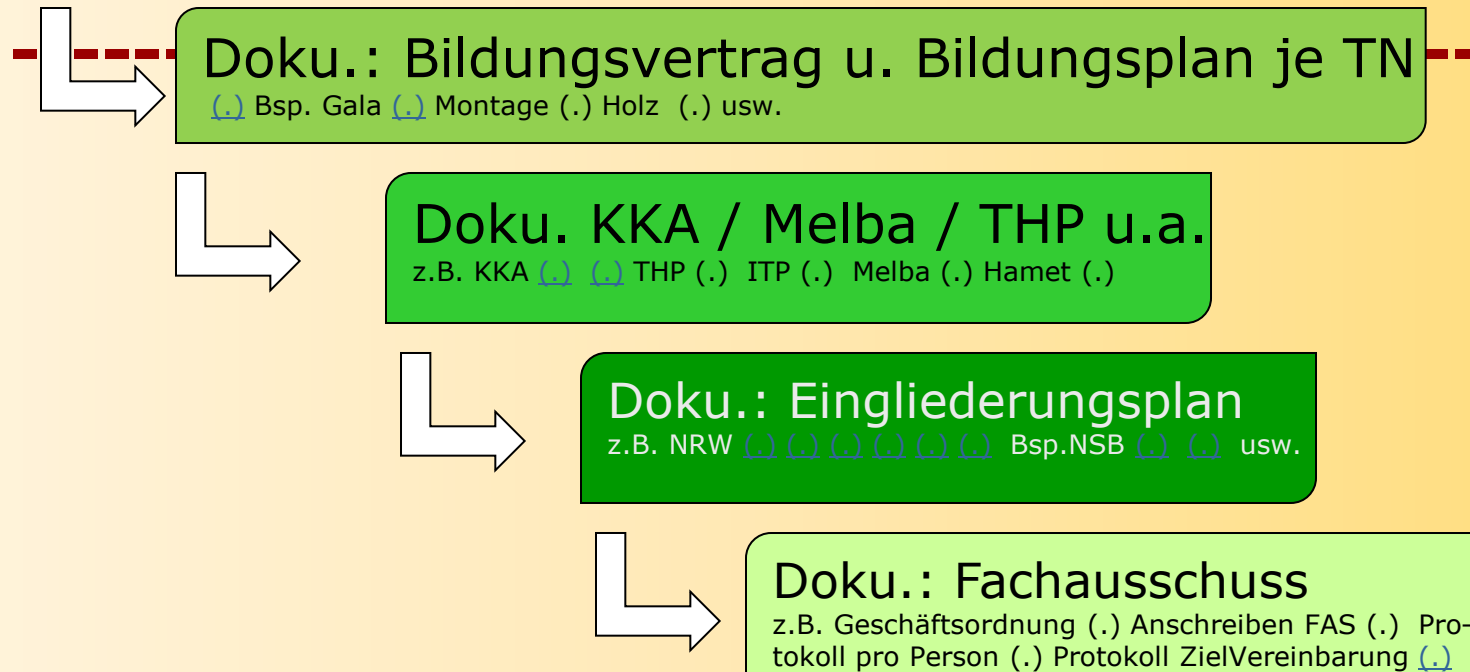 Doku.: Bildungsvertrag u. Bildungsplan je TN
(.) Bsp. Gala (.) Montage (.) Holz  (.) usw.
Doku. KKA / Melba / THP u.a.
z.B. KKA (.)  (.) THP (.)  ITP (.)  Melba (.) Hamet (.)
Doku.: Eingliederungsplan
z.B. NRW (.) (.) (.) (.) (.) (.)  Bsp.NSB (.)  (.)  usw.
Doku.: Fachausschuss
z.B. Geschäftsordnung (.) Anschreiben FAS (.)  Pro-
tokoll pro Person (.) Protokoll ZielVereinbarung (.)